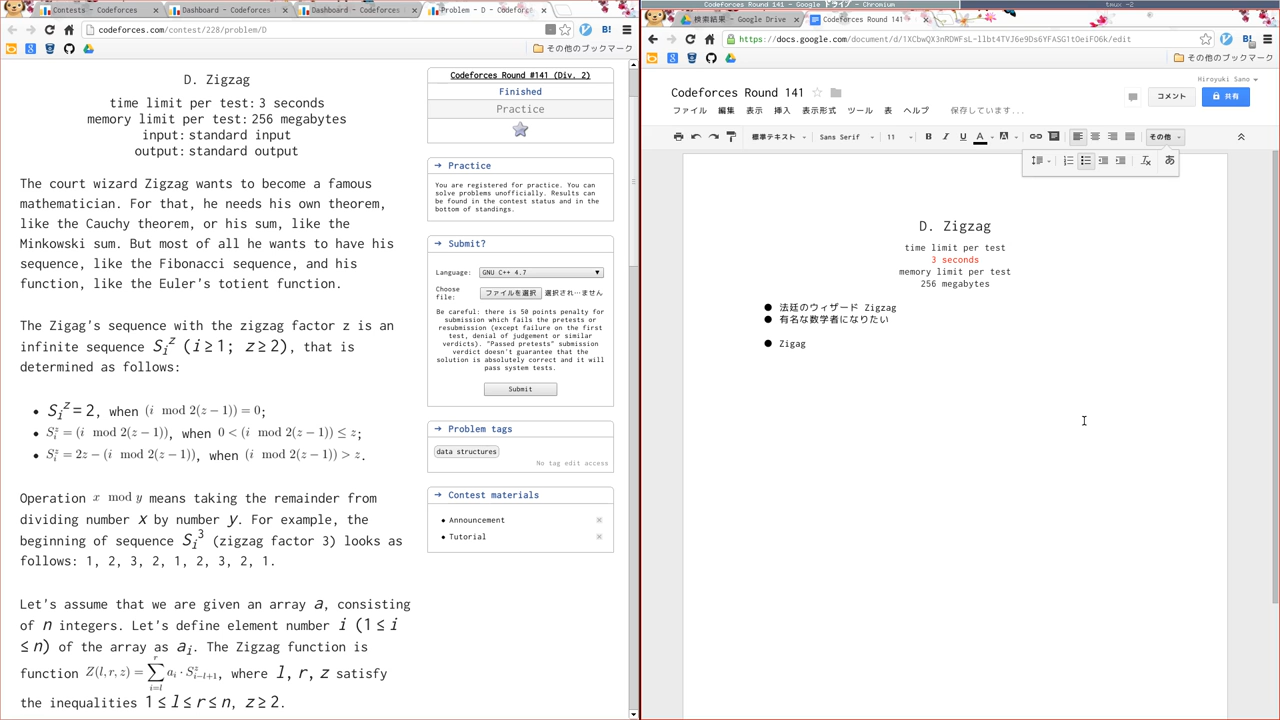 Codeforces Round 141 - Google ドライブ - Chromium
tmux -2
Contests - Codeforces
Dashboard - Codeforces
Dashboard - Codeforces
Problem - D - Codefor
検索結果 - Google Drive
Codeforces Round 141
codeforces.com/contest/228/problem/D
その他のブックマーク
D. Zigzag
time limit per test: 3 seconds
memory limit per test: 256 megabytes
input: standard input
output: standard output
The court wizard Zigzag wants to become a famous
mathematician. For that, he needs his own theorem,
like the Cauchy theorem, or his sum, like the
Minkowski sum. But most of all he wants to have his
sequence, like the Fibonacci sequence, and his
function, like the Euler's totient function.
The Zigag's sequence with the zigzag factor z is an
infinite sequence S_i^z (i ≥ 1; z ≥ 2), that is
determined as follows:
• S_i^z = 2, when (i mod 2(z − 1)) = 0;
• S_i^z = (i mod 2(z − 1)), when 0 < (i mod 2(z − 1)) ≤ z;
• S_i^z = 2z − (i mod 2(z − 1)), when (i mod 2(z − 1)) > z.
Operation x mod y means taking the remainder from
dividing number x by number y. For example, the
beginning of sequence S_i^3 (zigzag factor 3) looks as
follows: 1, 2, 3, 2, 1, 2, 3, 2, 1.
Let's assume that we are given an array a, consisting
of n integers. Let's define element number i (1 ≤ i
≤ n) of the array as a_i. The Zigzag function is
function Z(l, r, z) = ∑_{i=l}^{r} a_i · S_{i−l+1}^z, where l, r, z satisfy
the inequalities 1 ≤ l ≤ r ≤ n, z ≥ 2.
Codeforces Round #141 (Div. 2)
Finished
Practice
→ Practice
You are registered for practice. You can
solve problems unofficially. Results
can be found in the contest status and in the
bottom of standings.
→ Submit?
Language: GNU C++ 4.7
Choose file: ファイルを選択 選択され…ません
Be careful: there is 50 points penalty for
submission which fails the pretests or
resubmission (except failure on the first
test, denial of judgement or similar
verdicts). "Passed pretests" submission
verdict doesn't guarantee that the
solution is absolutely correct and it will
pass system tests.
Submit
→ Problem tags
data structures
No tag edit access
→ Contest materials
• Announcement
• Tutorial
その他のブックマーク
Hiroyuki Sano
Codeforces Round 141
コメント
共有
ファイル 編集 表示 挿入 表示形式 ツール 表 ヘルプ 保存しています...
標準テキスト Sans Serif 11 B I U A A その他
あ
D. Zigzag
time limit per test
3 seconds
memory limit per test
256 megabytes
● 法廷のウィザード Zigzag
● 有名な数学者になりたい
● Zigag